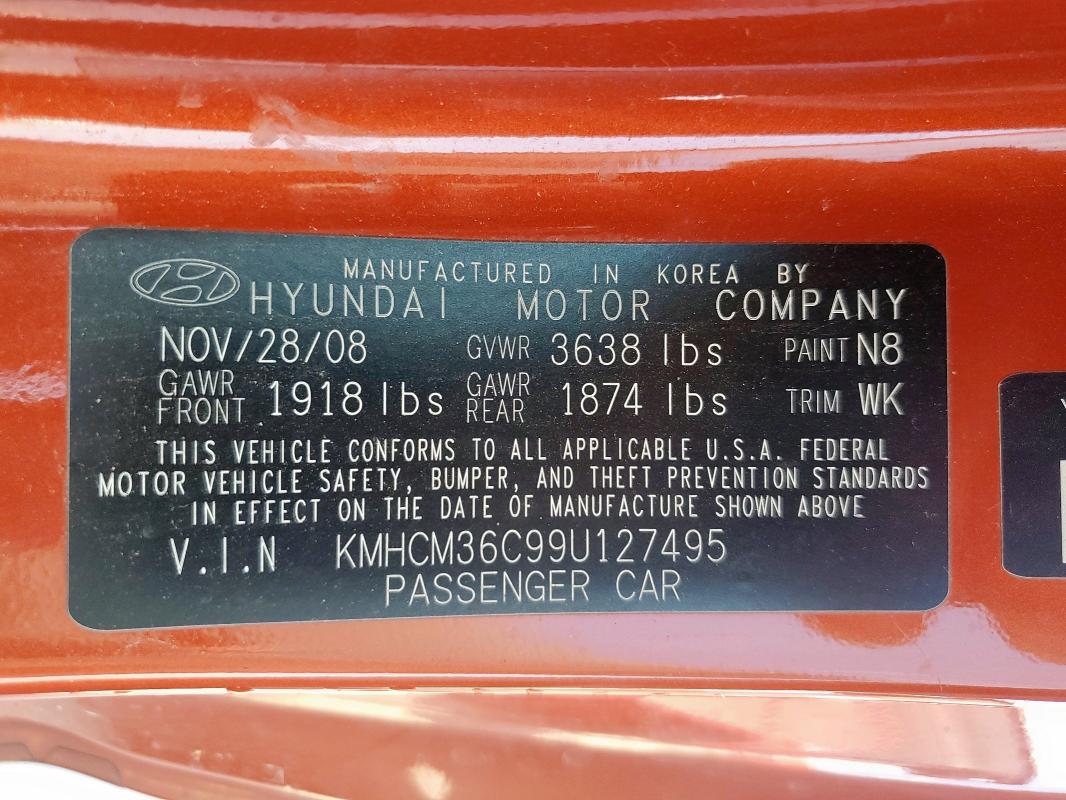 MANUFACTURED IN KOREA BY
HYUNDAI MOTOR COMPANY
NOV/28/08 GVWR 3638 lbs PAINT N8
GAWR FRONT 1918 lbs GAWR REAR 1874 lbs TRIM WK
THIS VEHICLE CONFORMS TO ALL APPLICABLE U.S.A. FEDERAL
MOTOR VEHICLE SAFETY, BUMPER, AND THEFT PREVENTION STANDARDS
IN EFFECT ON THE DATE OF MANUFACTURE SHOWN ABOVE
V.I.N KMHCM36C99U127495
PASSENGER CAR